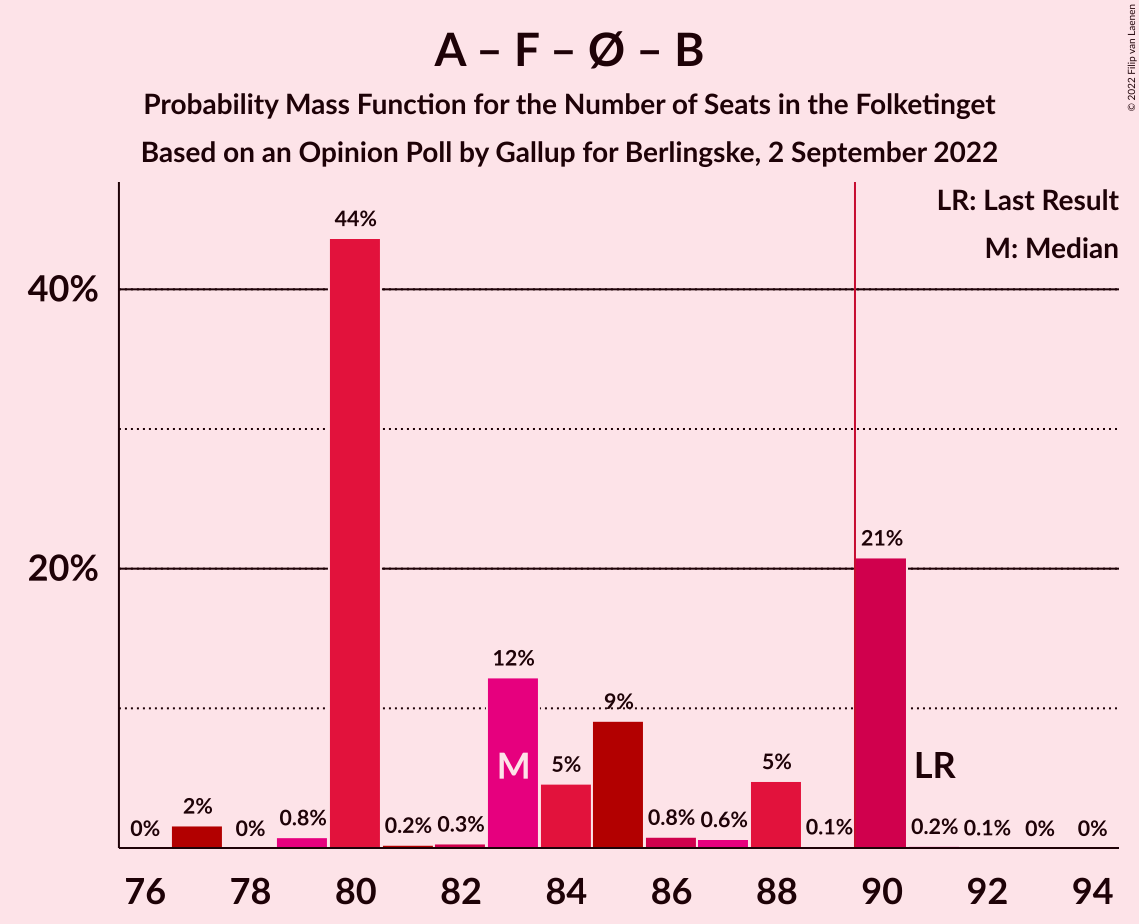 A – F – Ø – B
Probability Mass Function for the Number of Seats in the Folketinget
Based on an Opinion Poll by Gallup for Berlingske, 2 September 2022
© 2022 Filip van Laenen
LR: Last Result
M: Median
40%
20%
0%
2%
0%
0.8%
44%
0.2%
0.3%
12%
5%
9%
0.8%
0.6%
5%
0.1%
21%
0.2%
0.1%
0%
0%
M
LR
76 78 80 82 84 86 88 90 92 94